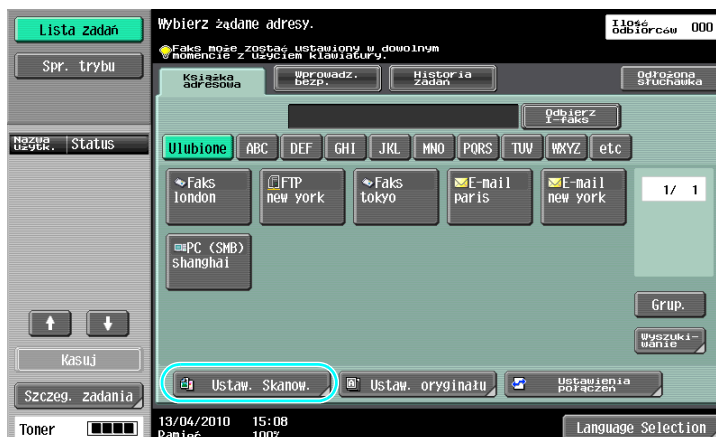 Lista zadań
Spr. trybu
Nazwa użytk.
Status
Kasuj
Szczeg. zadania
Toner
Wybierz żądane adresy.
Ilość odbiorców 000
Faks może zostać ustawiony w dowolnym
momencie z użyciem klawiatury.
Książka adresowa
Wprowadz. bezp.
Historia zadań
Odłożona słuchawka
Odbierz I-faks
Ulubione ABC DEF GHI JKL MNO PQRS TUV WXYZ etc
Faks london
FTP new york
Faks tokyo
E-mail paris
E-mail new york
1/ 1
PC (SMB) shanghai
Grup.
Wyszuki-
wanie
Ustaw. Skanow.
Ustaw. oryginału
Ustawienia połączeń
13/04/2010 15:08
Pamięć 100%
Language Selection